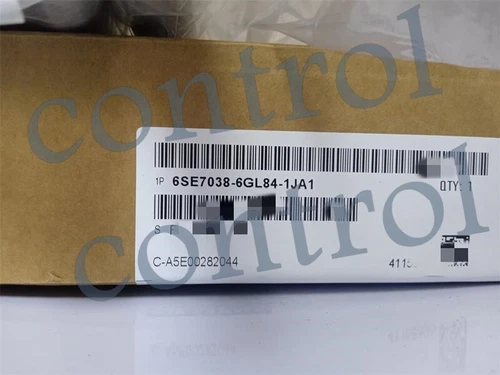 control
control
1P 6SE7038-6GL84-1JA1
QTY: 1
S F
C-A5E00282044
4115